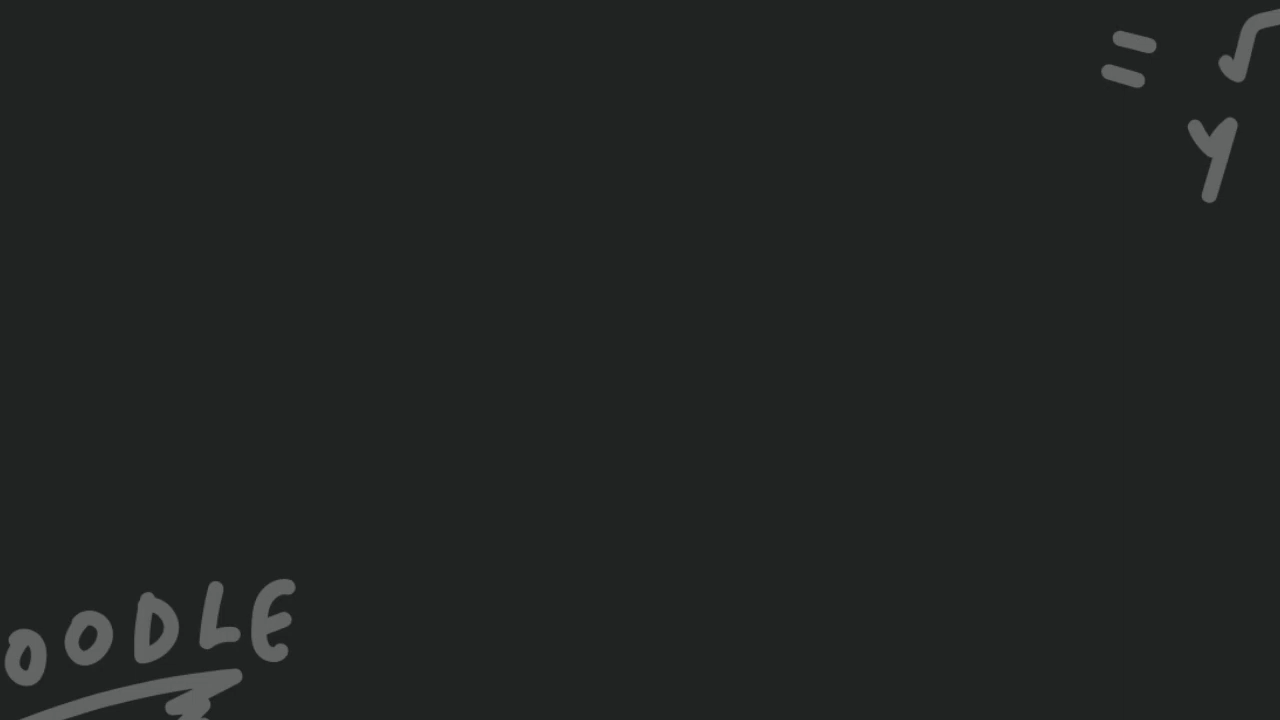 = √
y
OODLE